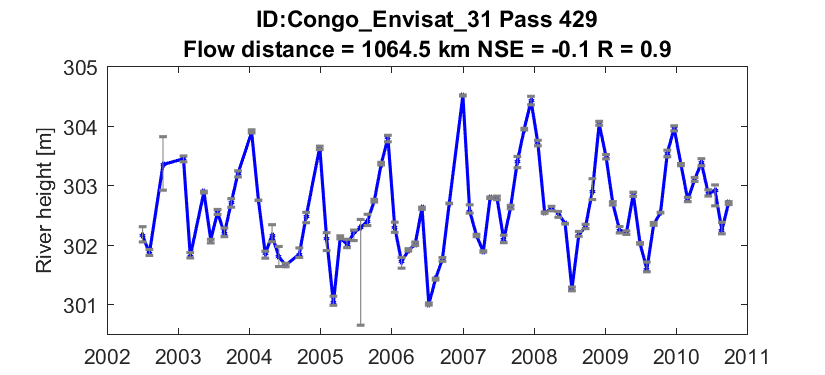 ID:Congo_Envisat_31 Pass 429
Flow distance = 1064.5 km NSE = -0.1 R = 0.9
River height [m]
305
304
303
302
301
2002 2003 2004 2005 2006 2007 2008 2009 2010 2011